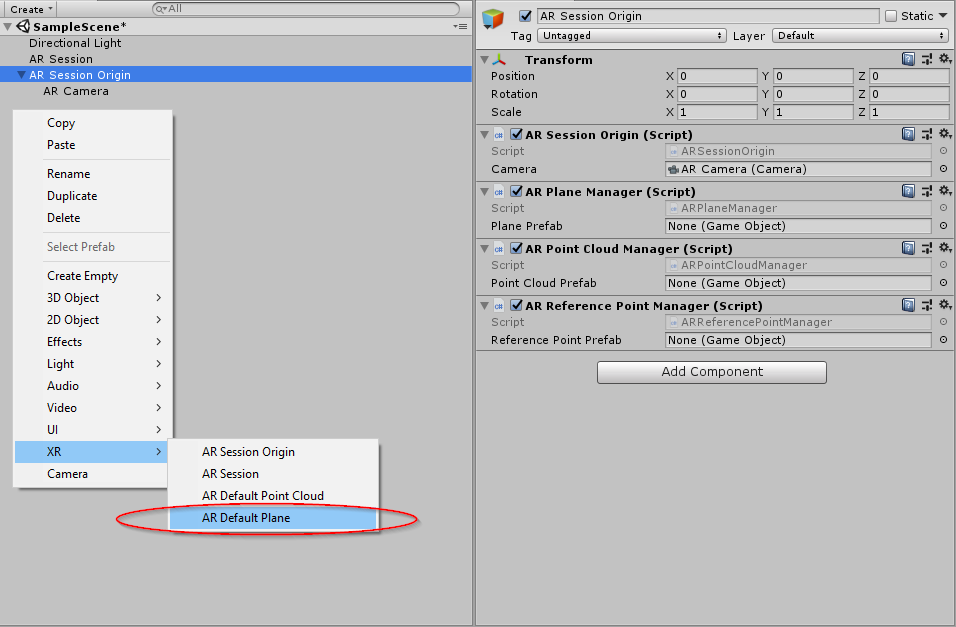 Create
All
SampleScene*
Directional Light
AR Session
AR Session Origin
AR Camera
Copy
Paste
Rename
Duplicate
Delete
Select Prefab
Create Empty
3D Object
2D Object
Effects
Light
Audio
Video
UI
XR
Camera
AR Session Origin
AR Session
AR Default Point Cloud
AR Default Plane
AR Session Origin Static
Tag Untagged Layer Default
Transform
Position X 0 Y 0 Z 0
Rotation X 0 Y 0 Z 0
Scale X 1 Y 1 Z 1
AR Session Origin (Script)
Script ARSessionOrigin
Camera AR Camera (Camera)
AR Plane Manager (Script)
Script ARPlaneManager
Plane Prefab None (Game Object)
AR Point Cloud Manager (Script)
Script ARPointCloudManager
Point Cloud Prefab None (Game Object)
AR Reference Point Manager (Script)
Script ARReferencePointManager
Reference Point Prefab None (Game Object)
Add Component